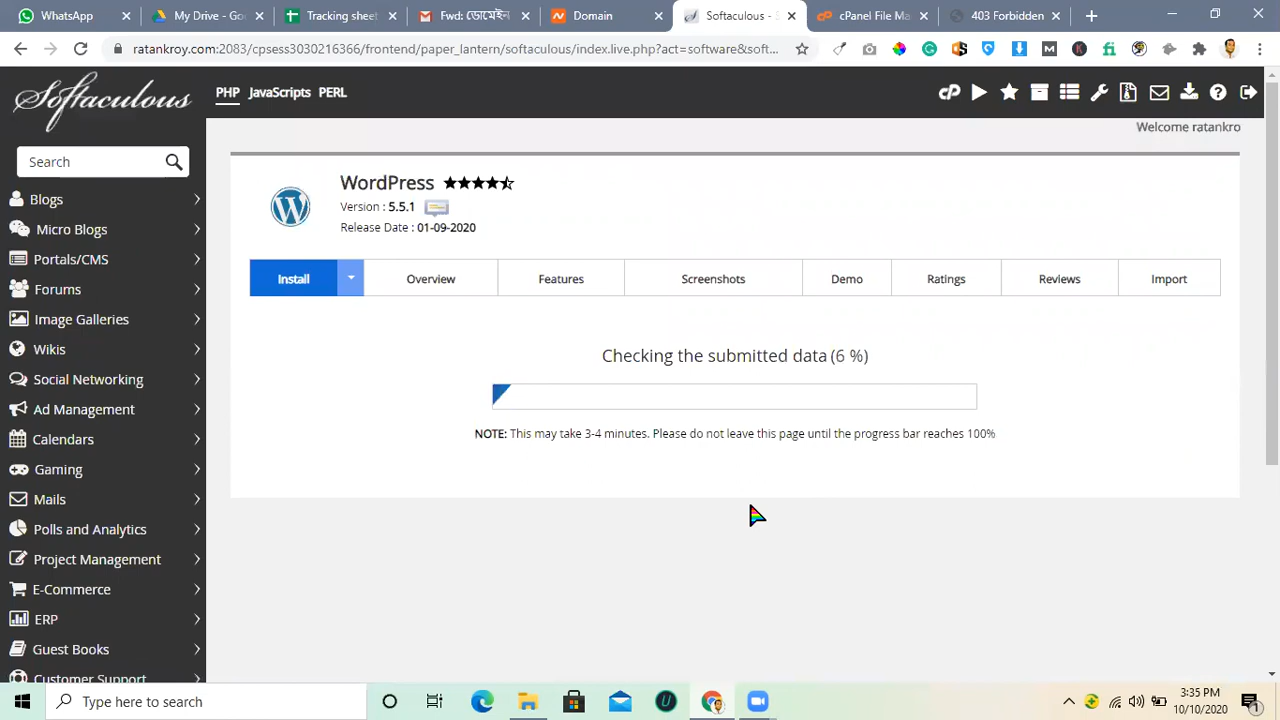 WhatsApp
My Drive - Goo
Tracking sheet
Fwd: ডোমেইন
Domain
Softaculous - S
cPanel File Ma
403 Forbidden
ratankroy.com:2083/cpsess3030216366/frontend/paper_lantern/softaculous/index.live.php?act=software&soft...
Softaculous
PHP JavaScripts PERL
Welcome ratankro
Search
Blogs
Micro Blogs
Portals/CMS
Forums
Image Galleries
Wikis
Social Networking
Ad Management
Calendars
Gaming
Mails
Polls and Analytics
Project Management
E-Commerce
ERP
Guest Books
Customer Support
WordPress
Version : 5.5.1
Release Date : 01-09-2020
Install
Overview
Features
Screenshots
Demo
Ratings
Reviews
Import
Checking the submitted data (6 %)
NOTE: This may take 3-4 minutes. Please do not leave this page until the progress bar reaches 100%
Type here to search
3:35 PM
10/10/2020